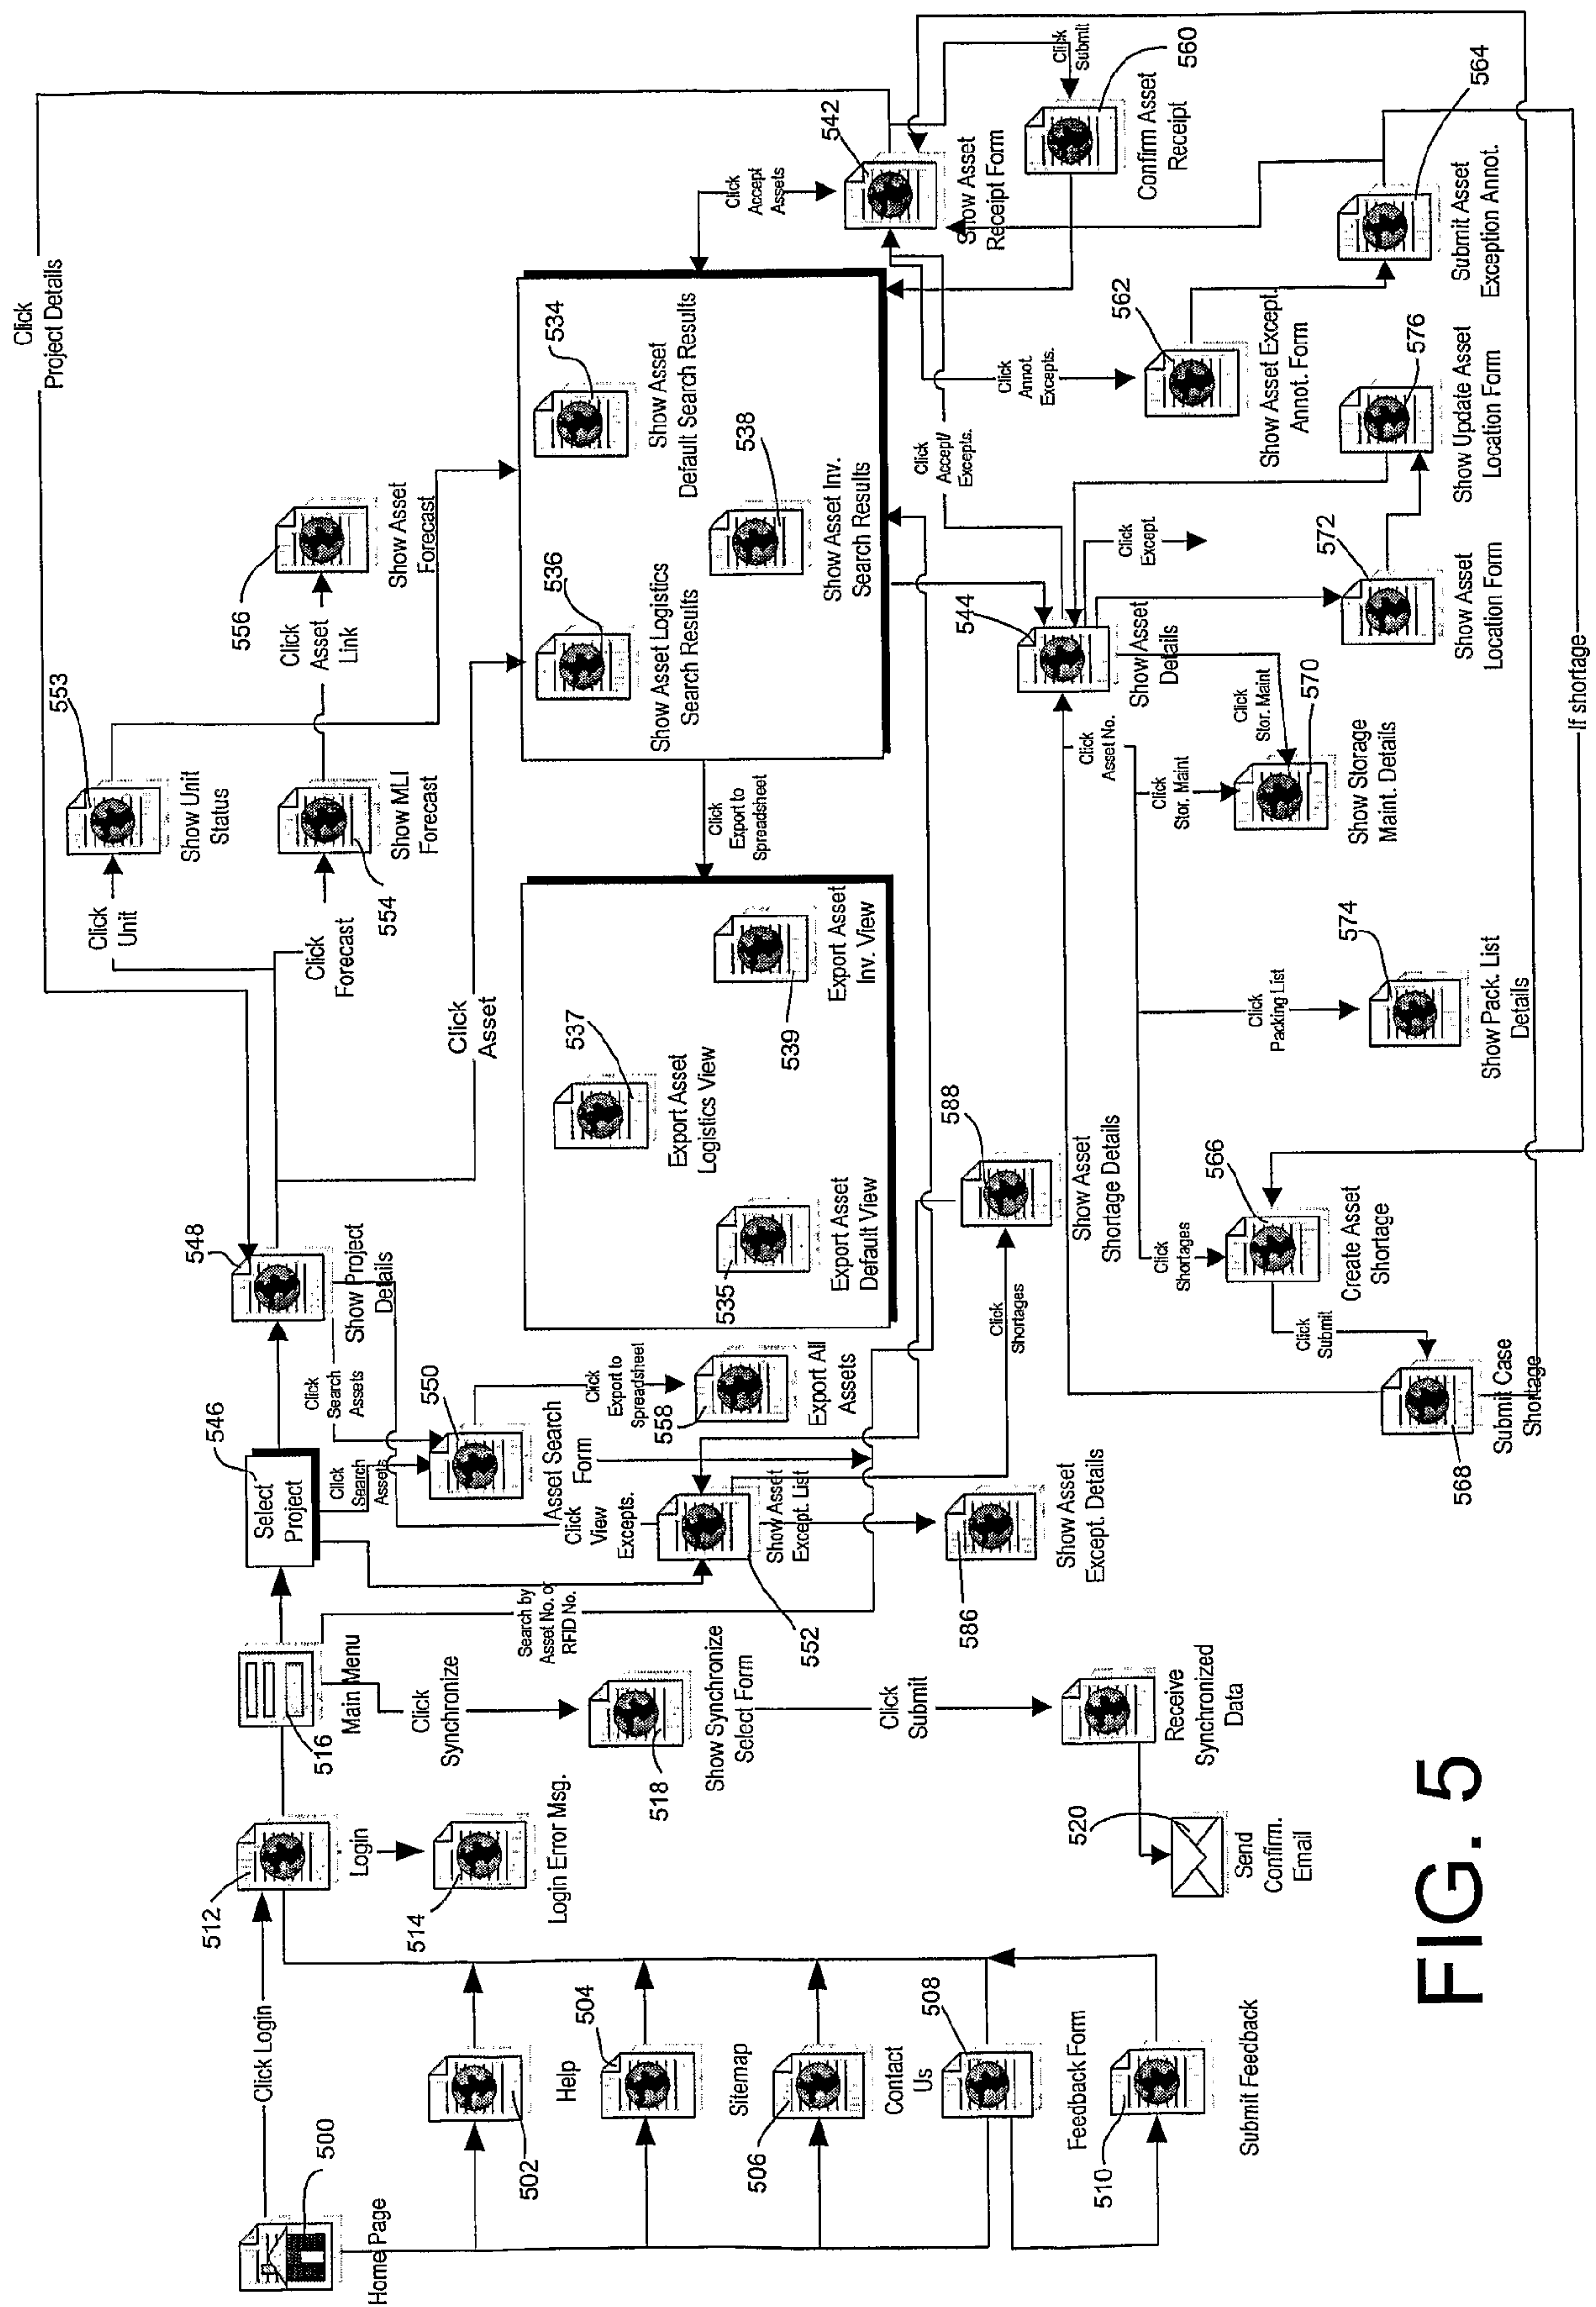 Click
Project Details
553
Show Unit
Status
Click
Unit
556
Show Asset
Forecast
Click
Asset
Link
554
Show MLI
Forecast
Click
Forecast
Click
Asset
548
Show Project
Details
546
Select
Project
Click
Search
Assets
Click
Search
Assets
550
Asset Search
Form
Click
Export to
Spreadsheet
558
Export All
Assets
Click
View
Excepts.
552
Show Asset
Except. List
586
Show Asset
Except. Details
Click
Shortages
588
Show Asset
Shortage Details
Search by
Asset No. or
RFID No.
516
Main Menu
Click
Synchronize
518
Show Synchronize
Select Form
Click
Submit
Receive
Synchronized
Data
520
Send
Confirm.
Email
512
Login
514
Login Error Msg.
Click Login
500
Home Page
502
Help
504
Sitemap
506
Contact
Us
508
Feedback Form
510
Submit Feedback
534
Show Asset
Default Search Results
536
Show Asset Logistics
Search Results
538
Show Asset Inv.
Search Results
Click
Export to
Spreadsheet
537
Export Asset
Logistics View
539
Export Asset
Inv. View
535
Export Asset
Default View
Click
Accept
Assets
542
Show Asset
Receipt Form
Click
Submit
560
Confirm Asset
Receipt
Click
Annot.
Excepts.
562
Show Asset Except.
Annot. Form
564
Submit Asset
Exception Annot.
Click
Accept/
Excepts.
544
Show Asset
Details
Click
Except.
572
Show Asset
Location Form
576
Show Update Asset
Location Form
Click
Stor. Maint
570
Show Storage
Maint. Details
Click
Asset No.
Click
Stor. Maint
Click
Packing List
574
Show Pack. List
Details
Click
Shortages
566
Create Asset
Shortage
Click
Submit
568
Submit Case
Shortage
If shortage
FIG. 5